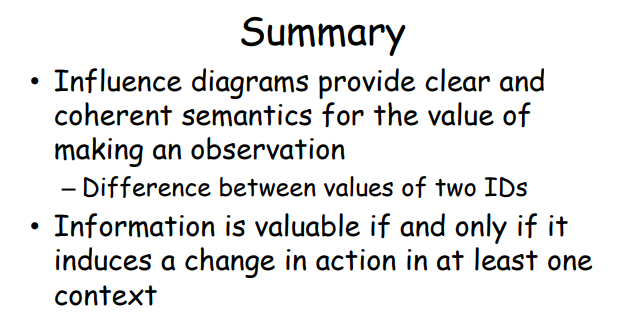 Summary
• Influence diagrams provide clear and
coherent semantics for the value of
making an observation
– Difference between values of two IDs
• Information is valuable if and only if it
induces a change in action in at least one
context